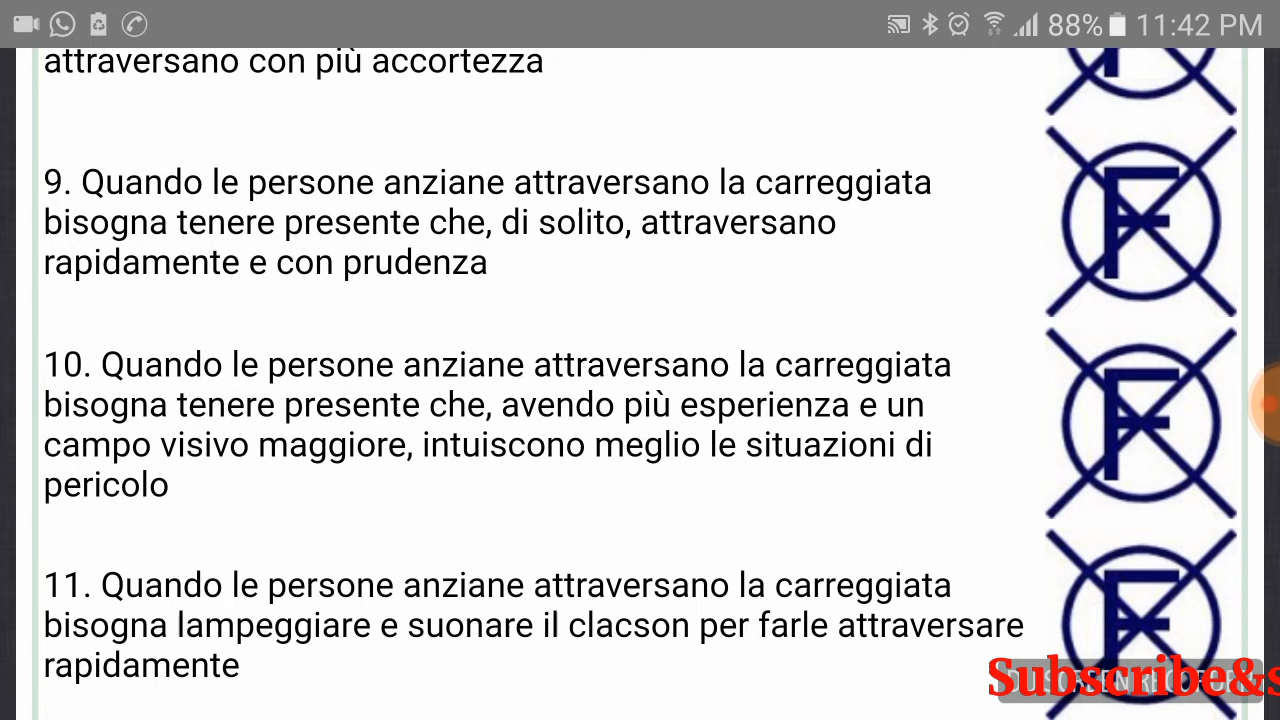 88% 11:42 PM
attraversano con più accortezza
F
9. Quando le persone anziane attraversano la carreggiata
bisogna tenere presente che, di solito, attraversano
rapidamente e con prudenza
F
10. Quando le persone anziane attraversano la carreggiata
bisogna tenere presente che, avendo più esperienza e un
campo visivo maggiore, intuiscono meglio le situazioni di
pericolo
F
11. Quando le persone anziane attraversano la carreggiata
bisogna lampeggiare e suonare il clacson per farle attraversare
rapidamente
F
Subscribe&s